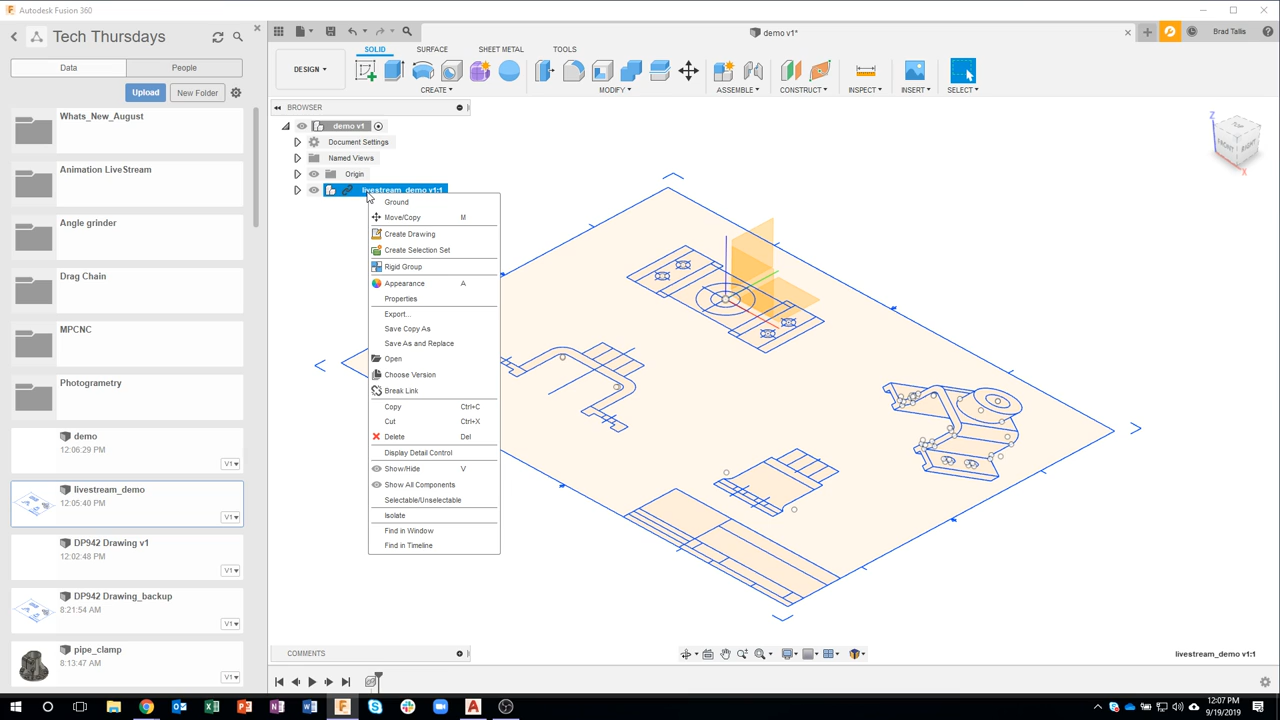 Autodesk Fusion 360
Tech Thursdays
Data
People
Upload
New Folder
Whats_New_August
Animation LiveStream
Angle grinder
Drag Chain
MPCNC
Photogrametry
demo
12:06:29 PM
V1
livestream_demo
12:05:40 PM
V1
DP942 Drawing v1
12:02:48 PM
V1
DP942 Drawing_backup
8:21:54 AM
V1
pipe_clamp
8:13:47 AM
V1
demo v1*
Brad Tallis
SOLID
SURFACE
SHEET METAL
TOOLS
DESIGN
CREATE
MODIFY
ASSEMBLE
CONSTRUCT
INSPECT
INSERT
SELECT
BROWSER
demo v1
Document Settings
Named Views
Origin
livestream_demo v1:1
Ground
Move/Copy M
Create Drawing
Create Selection Set
Rigid Group
Appearance A
Properties
Export...
Save Copy As
Save As and Replace
Open
Choose Version
Break Link
Copy Ctrl+C
Cut Ctrl+X
Delete Del
Display Detail Control
Show/Hide V
Show All Components
Selectable/Unselectable
Isolate
Find in Window
Find in Timeline
TOP
FRONT
RIGHT
Z
X
COMMENTS
livestream_demo v1:1
12:07 PM
9/19/2019